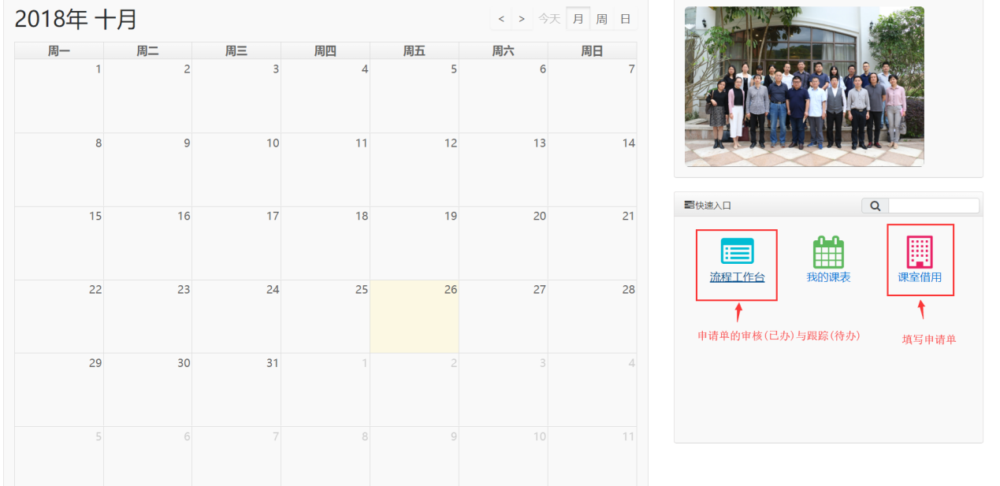 2018年 十月
< > 今天 月 周 日
周一 周二 周三 周四 周五 周六 周日
1 2 3 4 5 6 7
8 9 10 11 12 13 14
15 16 17 18 19 20 21
22 23 24 25 26 27 28
29 30 31 1 2 3 4
5 6 7 8 9 10 11
快速入口
流程工作台 我的课表 课室借用
申请单的审核(已办)与跟踪(待办)
填写申请单